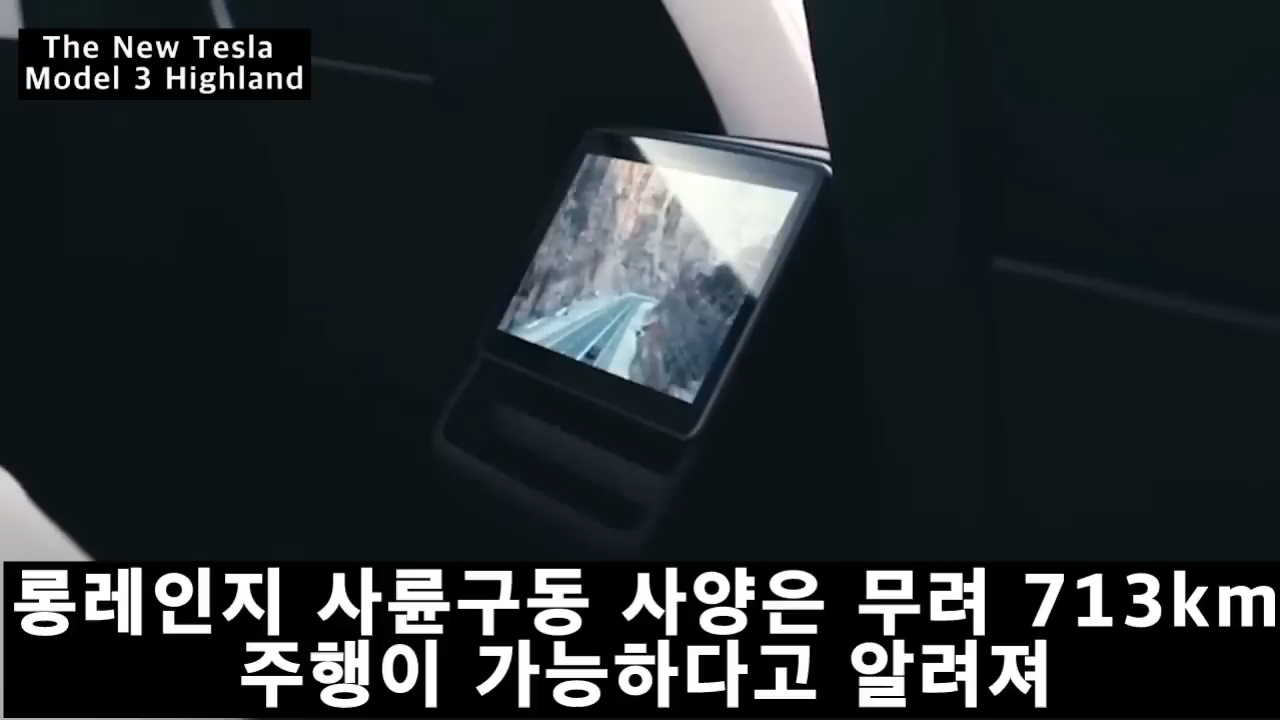 The New Tesla
Model 3 Highland
롱레인지 사륜구동 사양은 무려 713km
주행이 가능하다고 알려져